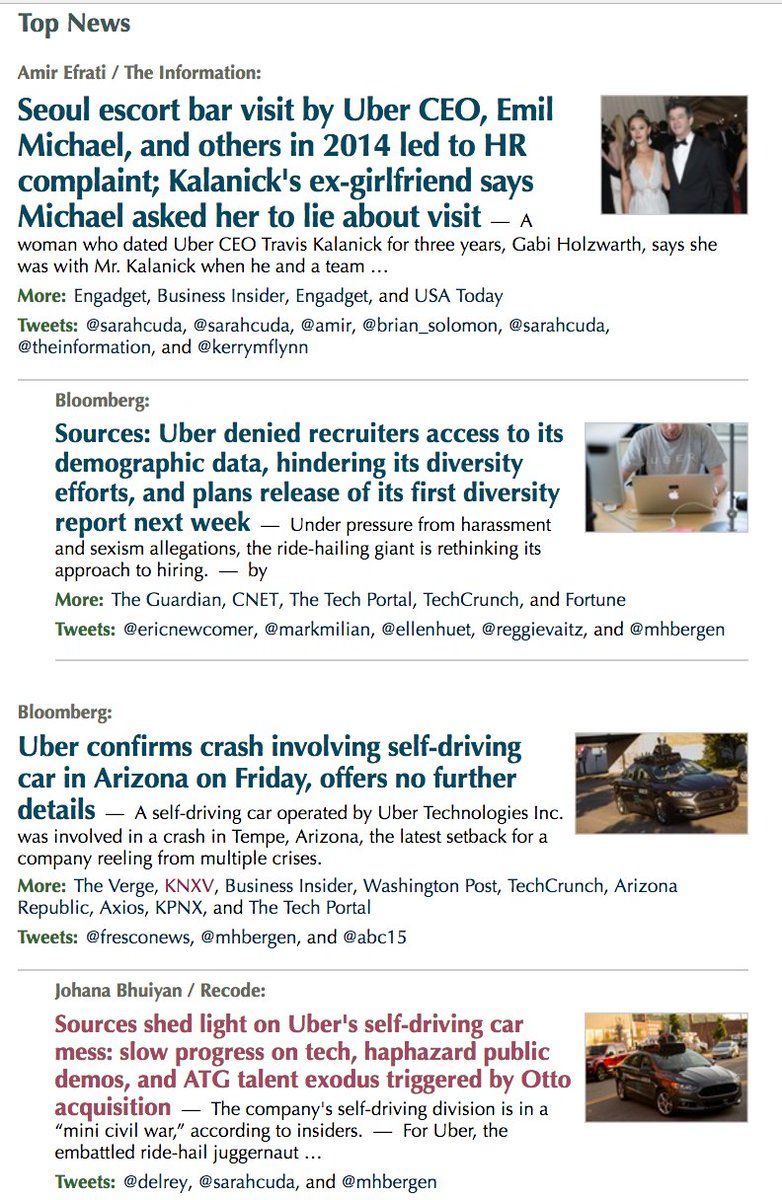 Top News
Amir Efrati / The Information:
Seoul escort bar visit by Uber CEO, Emil
Michael, and others in 2014 led to HR
complaint; Kalanick's ex-girlfriend says
Michael asked her to lie about visit — A
woman who dated Uber CEO Travis Kalanick for three years, Gabi Holzwarth, says she
was with Mr. Kalanick when he and a team …
More: Engadget, Business Insider, Engadget, and USA Today
Tweets: @sarahcuda, @sarahcuda, @amir, @brian_solomon, @sarahcuda,
@theinformation, and @kerrymflynn
Bloomberg:
Sources: Uber denied recruiters access to its
demographic data, hindering its diversity
efforts, and plans release of its first diversity
report next week — Under pressure from harassment
and sexism allegations, the ride-hailing giant is rethinking its
approach to hiring. — by
UBER
More: The Guardian, CNET, The Tech Portal, TechCrunch, and Fortune
Tweets: @ericnewcomer, @markmilian, @ellenhuet, @reggievaitz, and @mhbergen
Bloomberg:
Uber confirms crash involving self-driving
car in Arizona on Friday, offers no further
details — A self-driving car operated by Uber Technologies Inc.
was involved in a crash in Tempe, Arizona, the latest setback for a
company reeling from multiple crises.
More: The Verge, KNXV, Business Insider, Washington Post, TechCrunch, Arizona
Republic, Axios, KPNX, and The Tech Portal
Tweets: @fresconews, @mhbergen, and @abc15
Johana Bhuiyan / Recode:
Sources shed light on Uber's self-driving car
mess: slow progress on tech, haphazard public
demos, and ATG talent exodus triggered by Otto
acquisition — The company's self-driving division is in a
“mini civil war,” according to insiders. — For Uber, the
embattled ride-hail juggernaut …
Tweets: @delrey, @sarahcuda, and @mhbergen